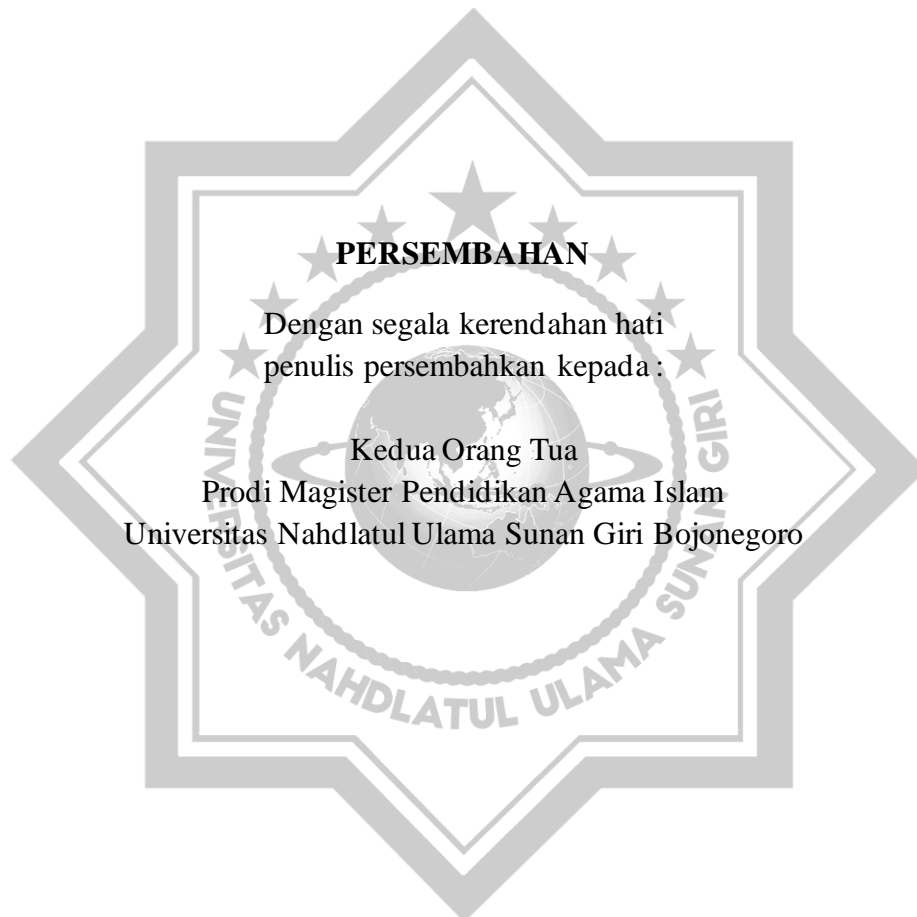 PERSEMBAHAN
Dengan segala kerendahan hati
penulis persembahkan kepada :
Kedua Orang Tua
Prodi Magister Pendidikan Agama Islam
Universitas Nahdlatul Ulama Sunan Giri Bojonegoro
UNIVERSITAS NAHDLATUL ULAMA SUNAN GIRI